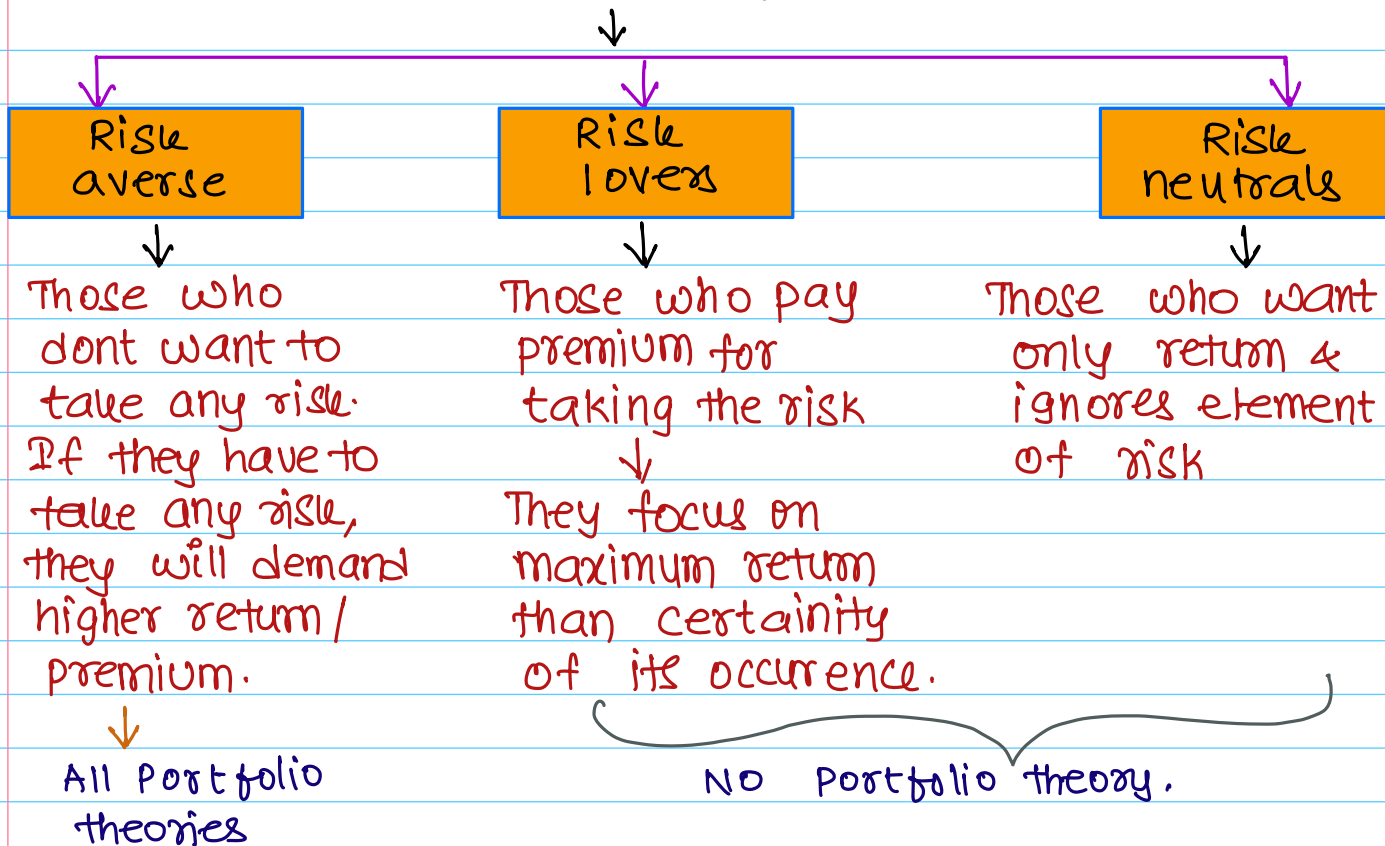 Risk
averse
Risk
lovers
Risk
neutrals
Those who
dont want to
take any risk.
If they have to
take any risk,
they will demand
higher return/
premium.
All Portfolio
theories
Those who pay
premium for
taking the risk
They focus on
maximum return
than certainity
of its occurence.
Those who want
only return &
ignores element
of risk
No Portfolio theory.